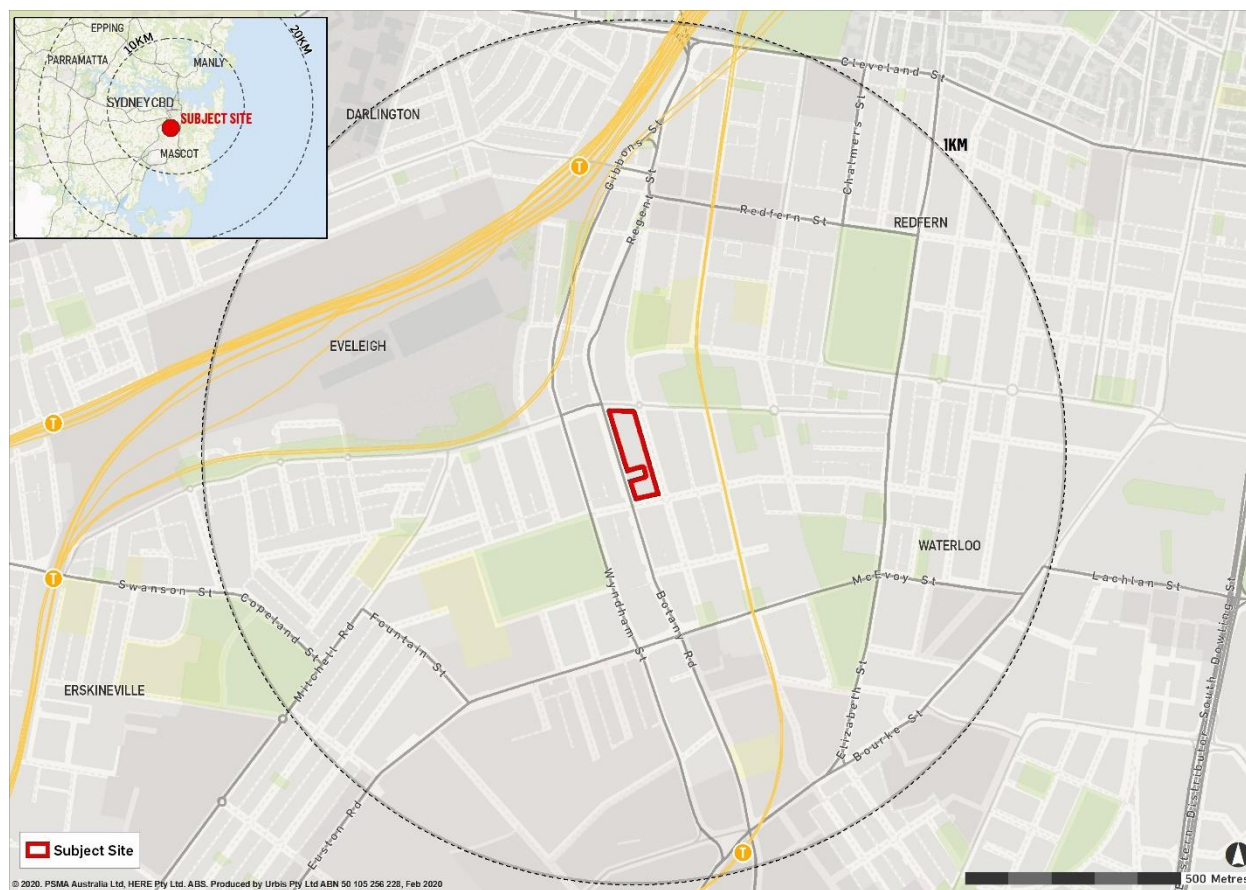 EPPING
20KM
10KM
PARRAMATTA
MANLY
SYDNEY CBD
SUBJECT SITE
MASCOT
DARLINGTON
Cleveland St
Chalmers St
1KM
T
Gibbons St
Regent St
Redfern St
REDFERN
EVELEIGH
T
WATERLOO
T
Swanson St
Copeland St
McEvoy St
Lachlan St
Fountain St
Mitchell Rd
Wyndham St
Botany Rd
Elizabeth St
Bourke St
Eastern Distributor South Dowling St
ERSKINEVILLE
Euston Rd
T
Subject Site
500 Metres
© 2020. PSMA Australia Ltd, HERE Pty Ltd. ABS. Produced by Urbis Pty Ltd ABN 50 105 256 228, Feb 2020